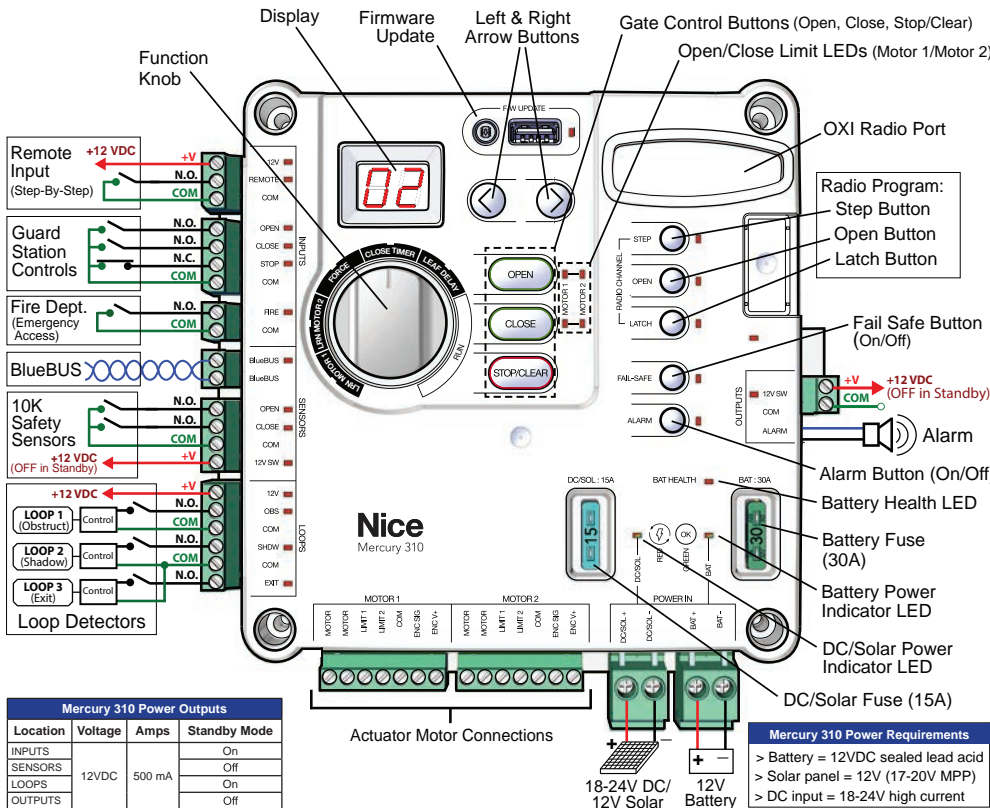 Display
Firmware
Update
Left & Right
Arrow Buttons
Gate Control Buttons (Open, Close, Stop/Clear)
Open/Close Limit LEDs (Motor 1/Motor 2)
Function
Knob
F/W UPDATE
OXI Radio Port
02
Remote
Input
(Step-By-Step)
+12 VDC
+V
N.O.
COM
12V
REMOTE
COM
Guard
Station
Controls
N.O.
N.O.
N.C.
COM
OPEN
CLOSE
STOP
COM
INPUTS
Fire Dept.
(Emergency
Access)
N.O.
COM
FIRE
COM
BlueBUS
BlueBUS
BlueBUS
10K
Safety
Sensors
+12 VDC
(OFF in Standby)
COM
+V
OPEN
CLOSE
COM
12V SW
SENSORS
+12 VDC
+V
N.O.
COM
N.O.
COM
N.O.
LOOP 1
(Obstruct)
Control
LOOP 2
(Shadow)
Control
LOOP 3
(Exit)
Control
Loop Detectors
12V
OBS
COM
SHDW
COM
EXIT
LOOPS
LRN MOTOR 1
LRN MOTOR 2
FORCE
CLOSE TIMER
LEAF DELAY
RUN
OPEN
CLOSE
STOP/CLEAR
MOTOR 1
MOTOR 2
Radio Program:
Step Button
Open Button
Latch Button
RADIO CHANNEL
STEP
OPEN
LATCH
Fail Safe Button
(On/Off)
FAIL-SAFE
ALARM
OUTPUTS
12V SW
COM
ALARM
+V
COM
+12 VDC
(OFF in Standby)
Alarm
Alarm Button (On/Off)
Battery Health LED
Battery Fuse
(30A)
Battery Power
Indicator LED
DC/Solar Power
Indicator LED
DC/Solar Fuse (15A)
DC/SOL : 15A
BAT HEALTH
BAT : 30A
15
30
OK
DC/SOL
RED
GREEN
BAT
Nice
Mercury 310
MOTOR 1
MOTOR
MOTOR
LIMIT 1
LIMIT 2
COM
ENC SIG
ENC V+
MOTOR 2
MOTOR
MOTOR
LIMIT 1
LIMIT 2
COM
ENC SIG
ENC V+
POWER IN
DC/SOL +
DC/SOL -
BAT +
BAT -
Actuator Motor Connections
+ –
18-24V DC/
12V Solar
+ -
12V
Battery
Mercury 310 Power Outputs
Location Voltage Amps Standby Mode
INPUTS 12VDC 500 mA On
SENSORS Off
LOOPS On
OUTPUTS Off
Mercury 310 Power Requirements
> Battery = 12VDC sealed lead acid
> Solar panel = 12V (17-20V MPP)
> DC input = 18-24V high current